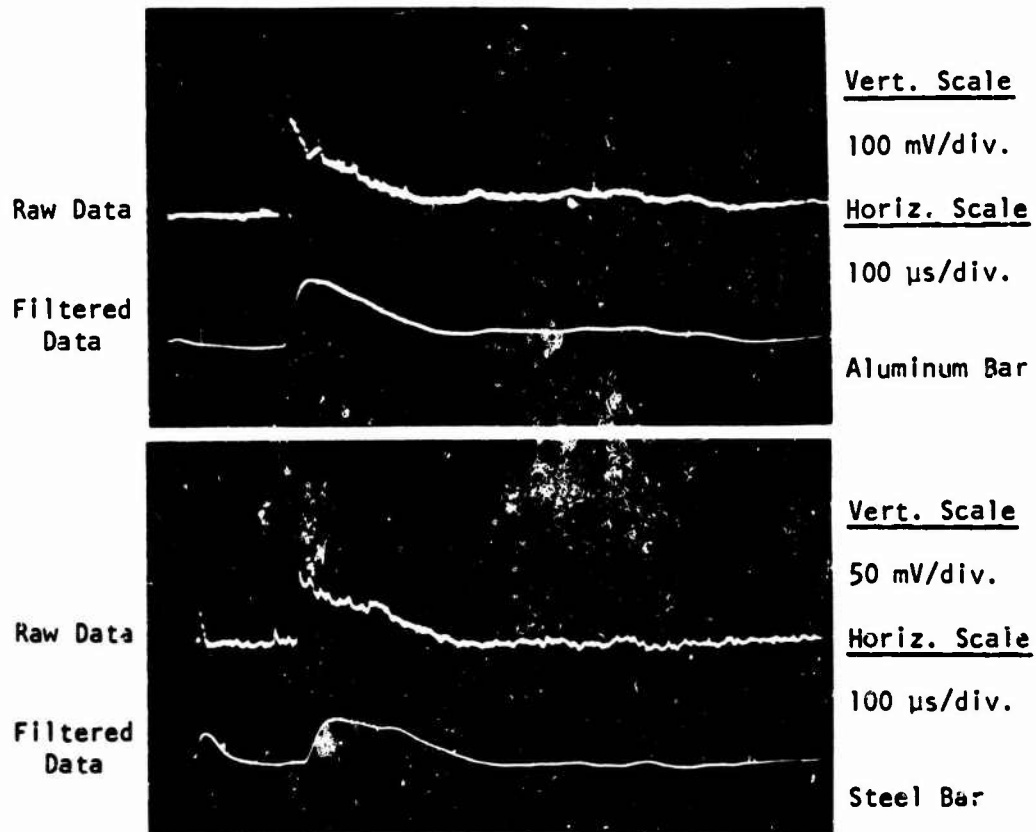 Vert. Scale
100 mV/div.
Raw Data
Horiz. Scale
100 µs/div.
Filtered
Data
Aluminum Bar
Vert. Scale
50 mV/div.
Raw Data
Horiz. Scale
100 µs/div.
Filtered
Data
Steel Bar